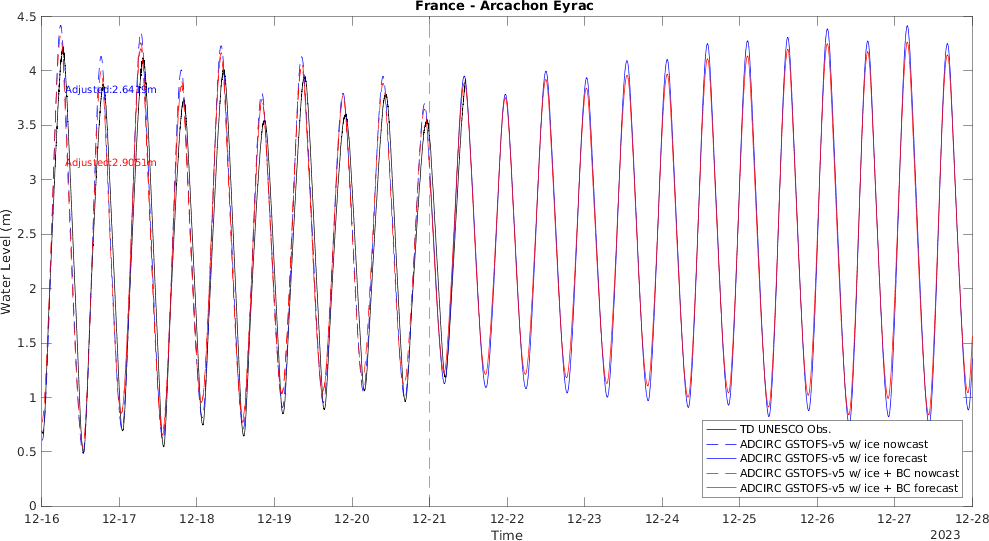 France - Arcachon Eyrac
4.5
4
3.5
3
2.5
2
1.5
1
0.5
0
Water Level (m)
Adjusted:2.6419m
Adjusted:2.9051m
TD UNESCO Obs.
ADCIRC GSTOFS-v5 w/ ice nowcast
ADCIRC GSTOFS-v5 w/ ice forecast
ADCIRC GSTOFS-v5 w/ ice + BC nowcast
ADCIRC GSTOFS-v5 w/ ice + BC forecast
12-16 12-17 12-18 12-19 12-20 12-21 12-22 12-23 12-24 12-25 12-26 12-27 12-28
Time
2023